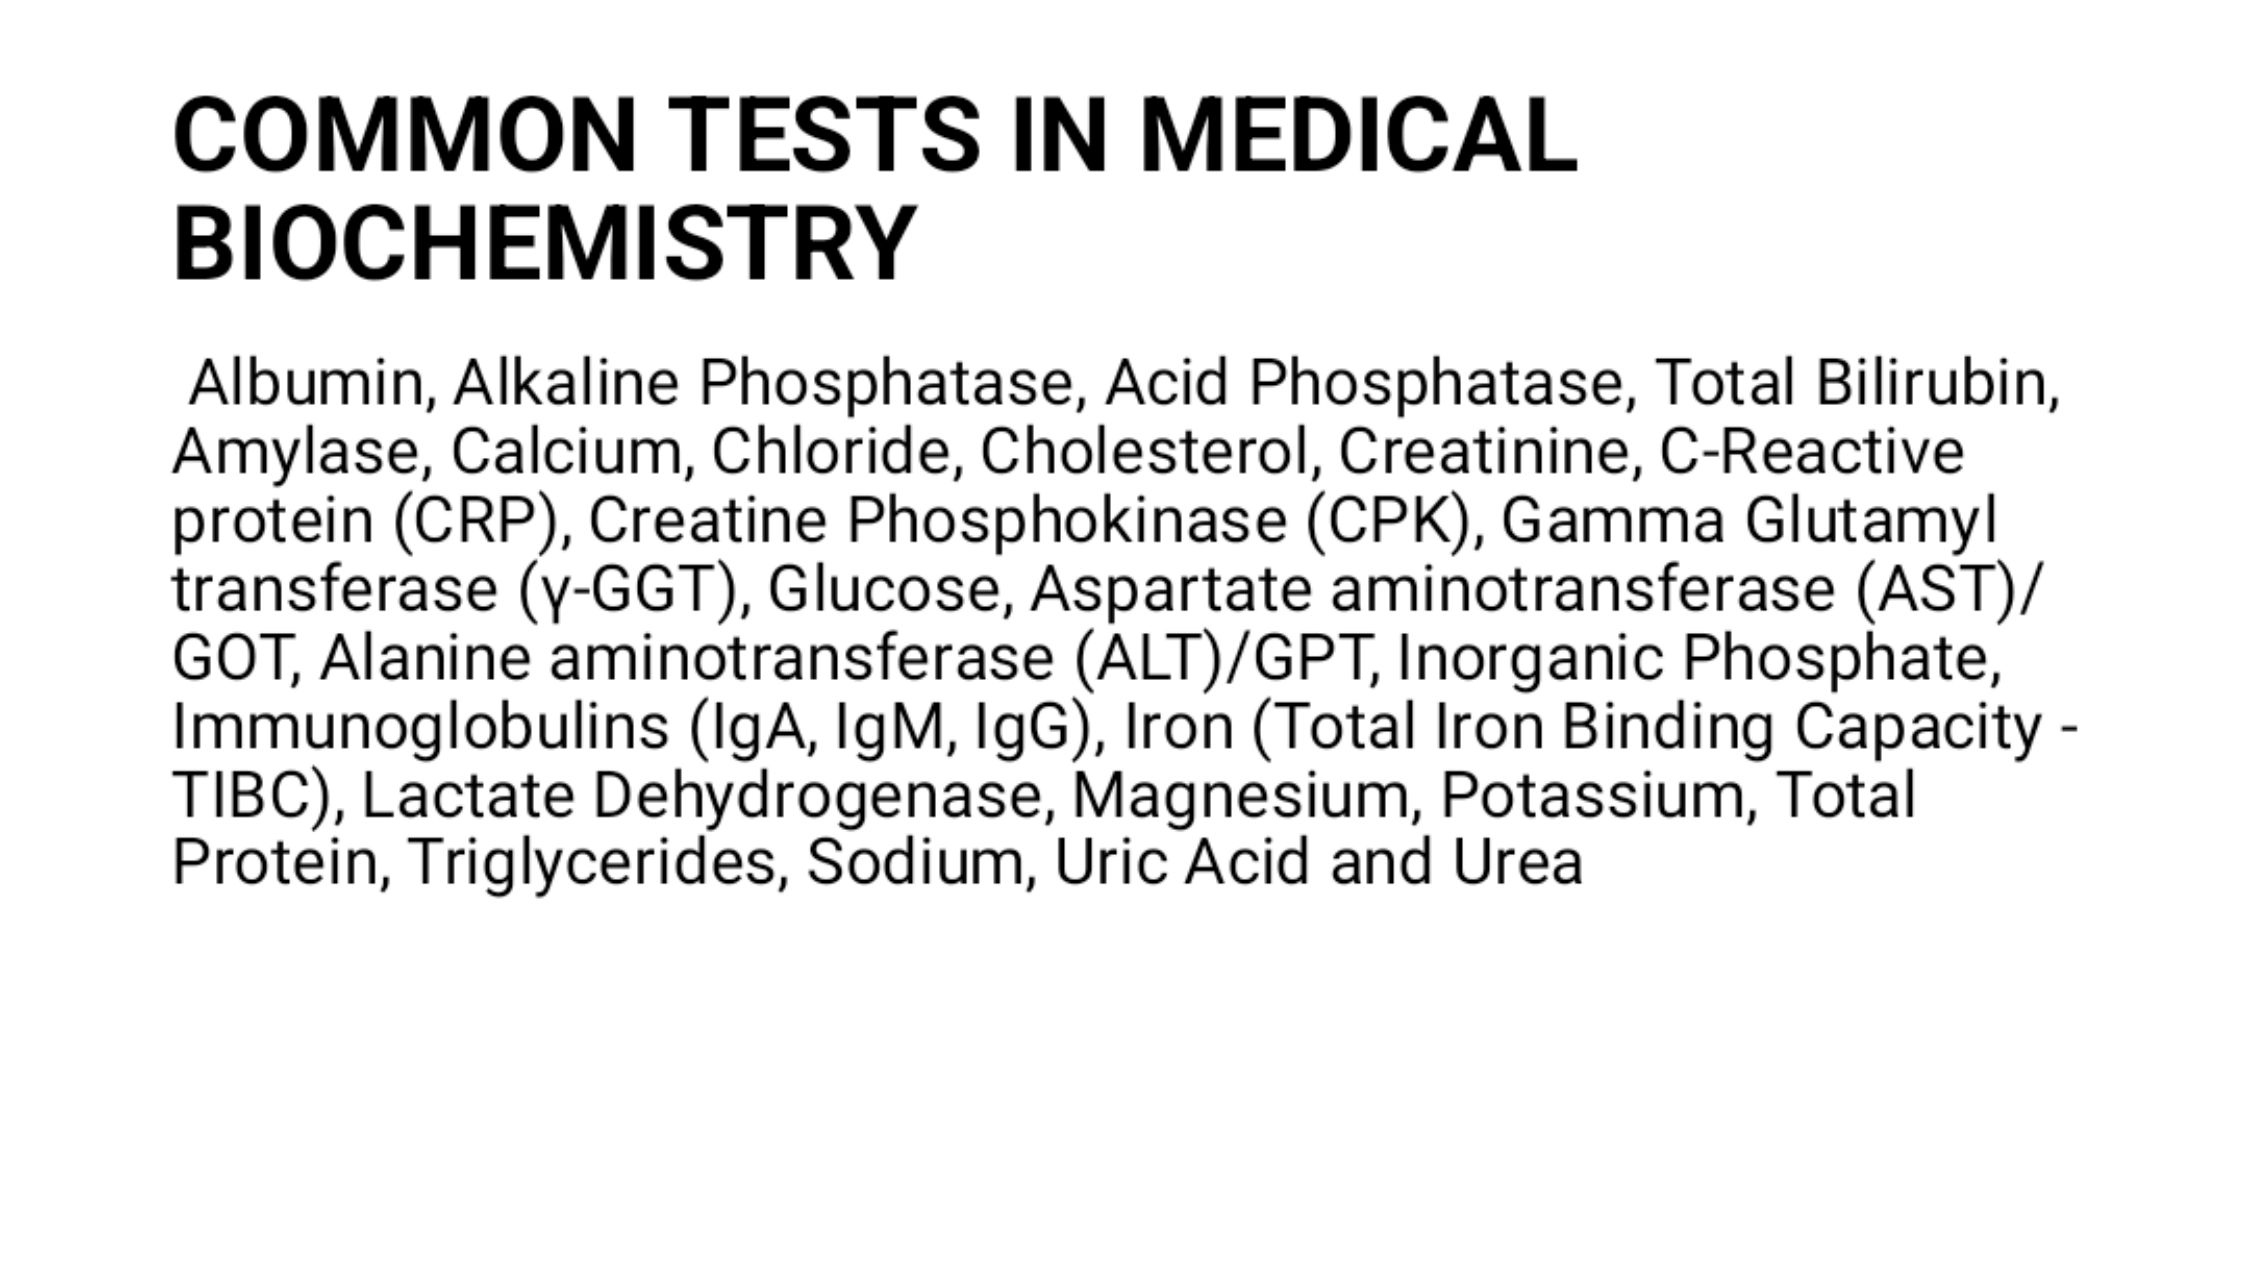 COMMON TESTS IN MEDICAL
BIOCHEMISTRY
Albumin, Alkaline Phosphatase, Acid Phosphatase, Total Bilirubin,
Amylase, Calcium, Chloride, Cholesterol, Creatinine, C-Reactive
protein (CRP), Creatine Phosphokinase (CPK), Gamma Glutamyl
transferase (γ-GGT), Glucose, Aspartate aminotransferase (AST)/
GOT, Alanine aminotransferase (ALT)/GPT, Inorganic Phosphate,
Immunoglobulins (IgA, IgM, IgG), Iron (Total Iron Binding Capacity -
TIBC), Lactate Dehydrogenase, Magnesium, Potassium, Total
Protein, Triglycerides, Sodium, Uric Acid and Urea